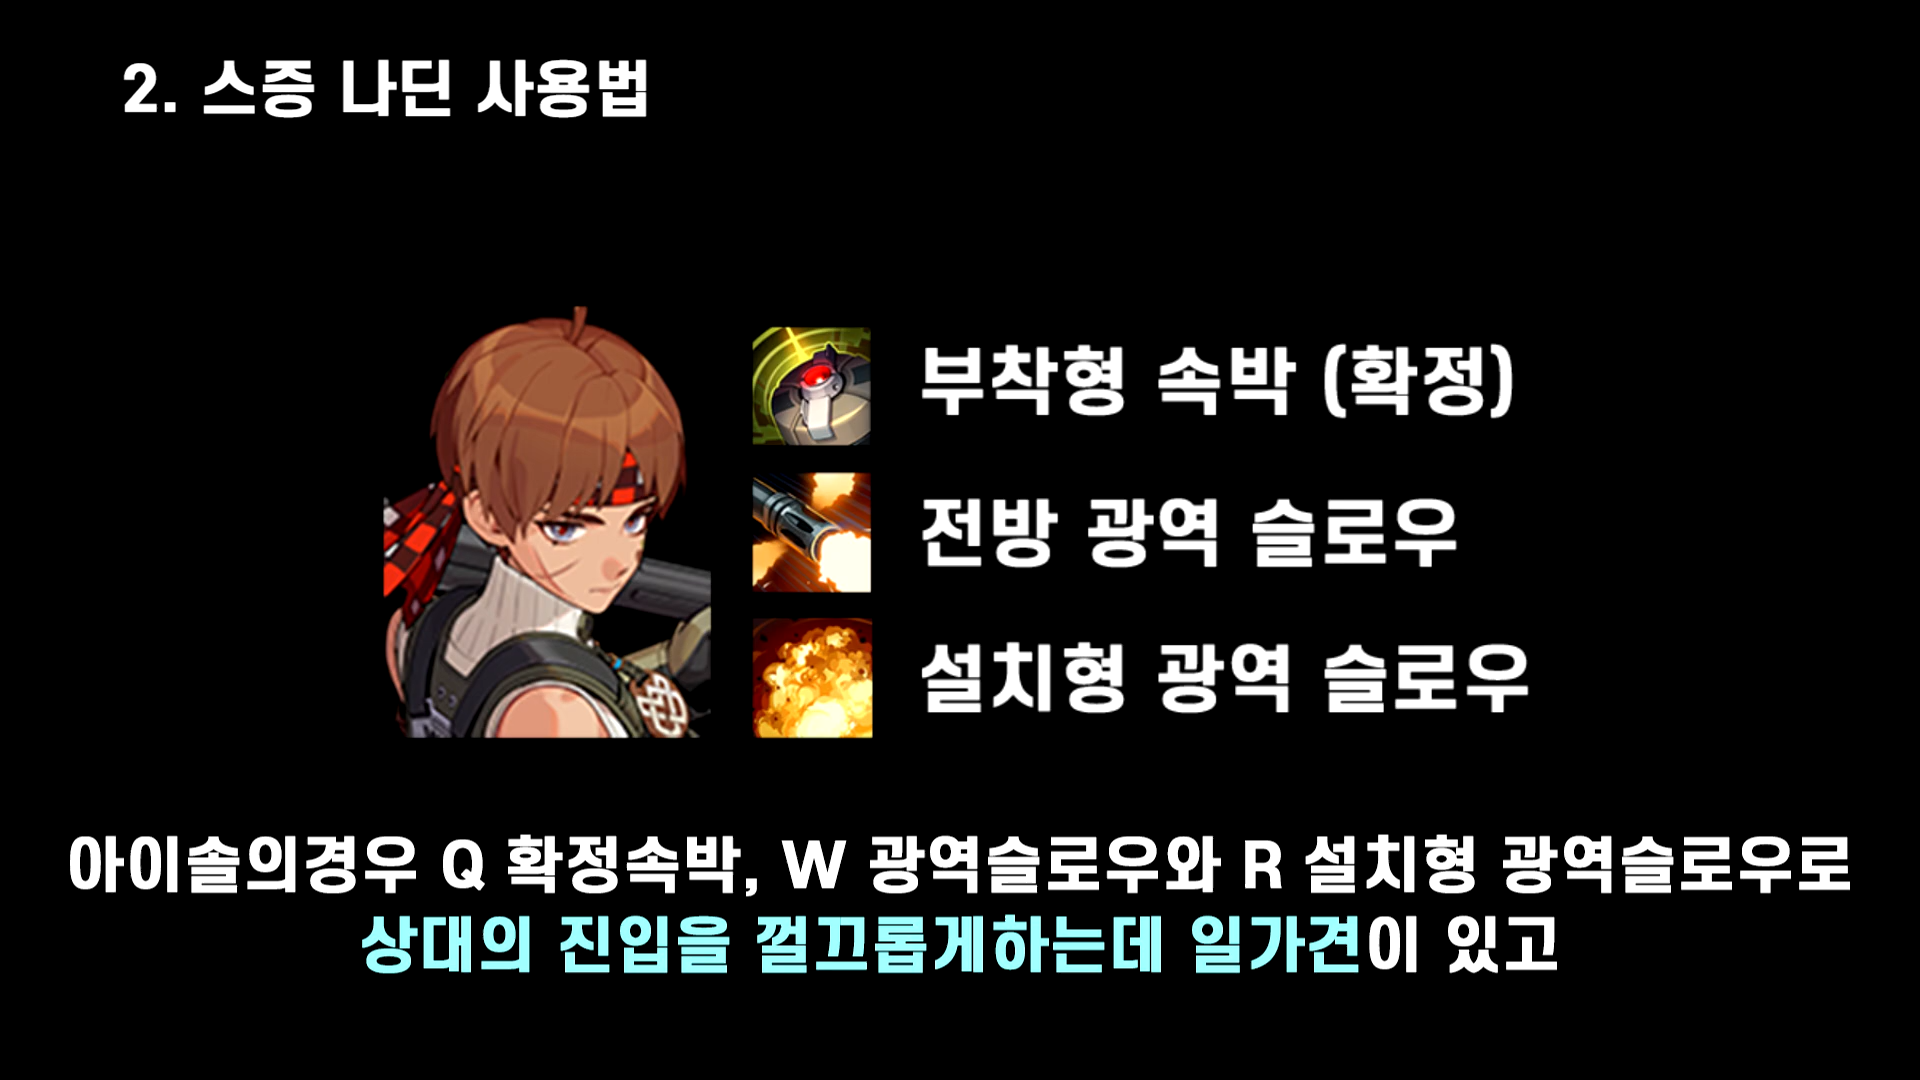 2. 스증 나딘 사용법
부착형 속박 (확정)
전방 광역 슬로우
설치형 광역 슬로우
아이솔의경우 Q 확정속박, W 광역슬로우와 R 설치형 광역슬로우로
상대의 진입을 껄끄롭게하는데 일가견이 있고